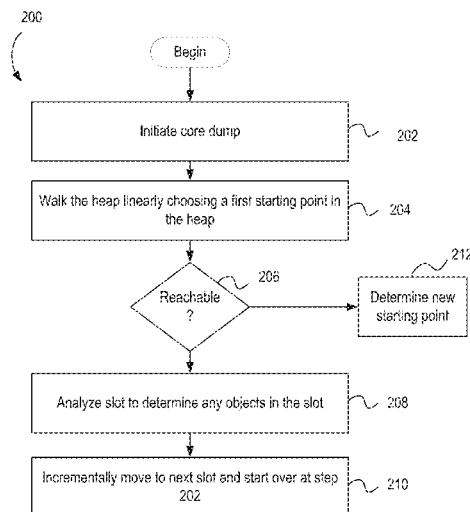 200
Begin
Initiate core dump
202
Walk the heap linearly choosing a first starting point in
the heap
204
206
Reachable
?
212
Determine new
starting point
Analyze slot to determine any objects in the slot
208
Incrementally move to next slot and start over at step
202
210